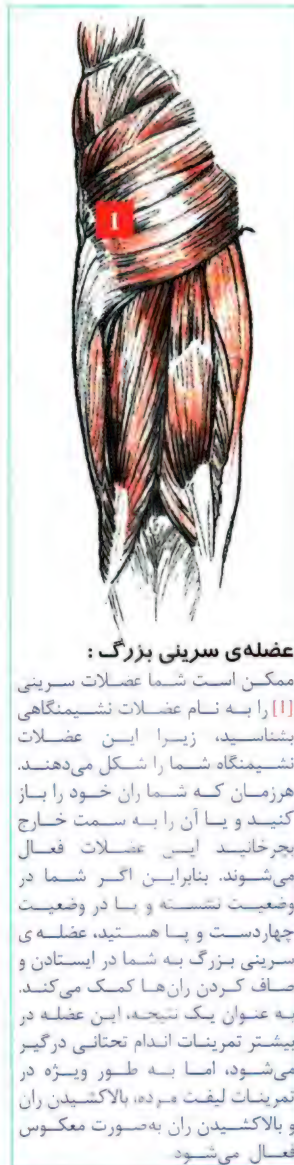 1
عضله‌ی سرینی بزرگ :
ممکن است شما عضلات سرینی
[1] را به نام عضلات نشیمنگاهی
بشناسید، زیرا این عضلات
نشیمنگاه شما را شکل می‌دهند.
هرزمان که شما ران خود را باز
کنید و یا آن را به سمت خارج
بچرخانید این عضلات فعال
می‌شوند. بنابراین اگر شما در
وضعیت نشسته و یا در وضعیت
چهاردست و پا هستید، عضله ی
سرینی بزرگ به شما در ایستادن و
صاف کردن ران‌ها کمک می‌کند.
به عنوان یک نتیجه، این عضله در
بیشتر تمرینات اندام تحتانی درگیر
می‌شود، اما به طور ویژه در
تمرینات لیفت مرده، بالاکشیدن ران
و بالاکشیدن ران به‌صورت معکوس
فعال می‌شود.